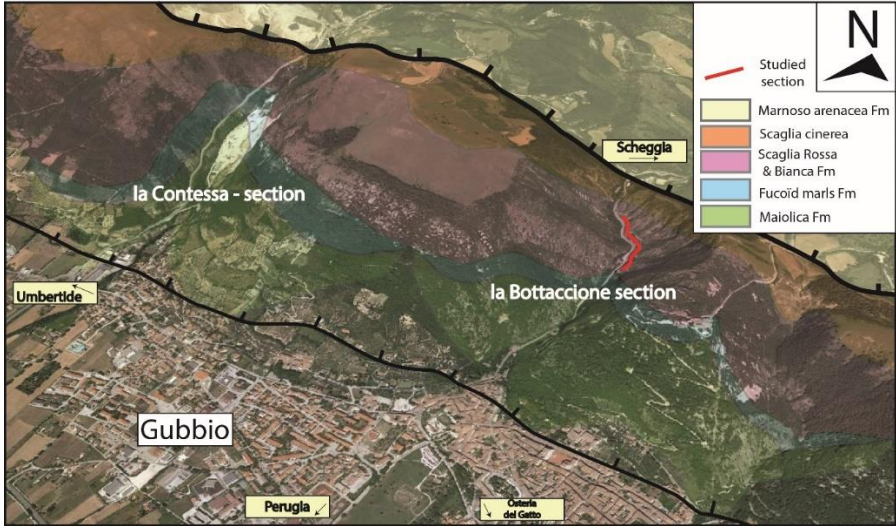 N
Studied
section
Marnoso arenacea Fm
Scaglia cinerea
Scaglia Rossa
& Bianca Fm
Fucoïd marls Fm
Maiolica Fm
Scheggia
la Contessa - section
la Bottaccione section
Umbertide
Gubbio
Perugia
Osteria
del Gatto